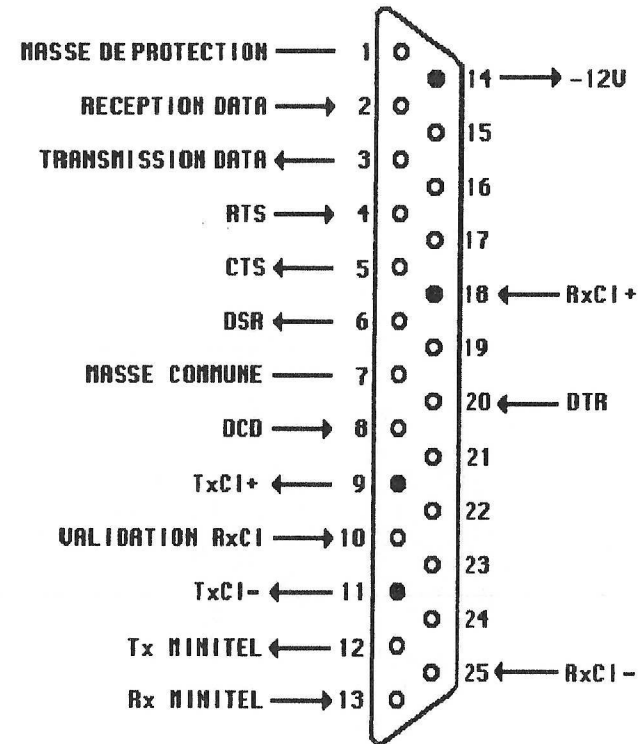 MASSE DE PROTECTION 1
14 -12V
RECEPTION DATA 2
15
TRANSMISSION DATA 3
16
RTS 4
17
CTS 5
18 RxCl+
DSR 6
19
MASSE COMMUNE 7
20 DTR
DCD 8
21
TxCl+ 9
22
VALIDATION RxCl 10
23
TxCl- 11
24
Tx MINITEL 12
25 RxCl-
Rx MINITEL 13